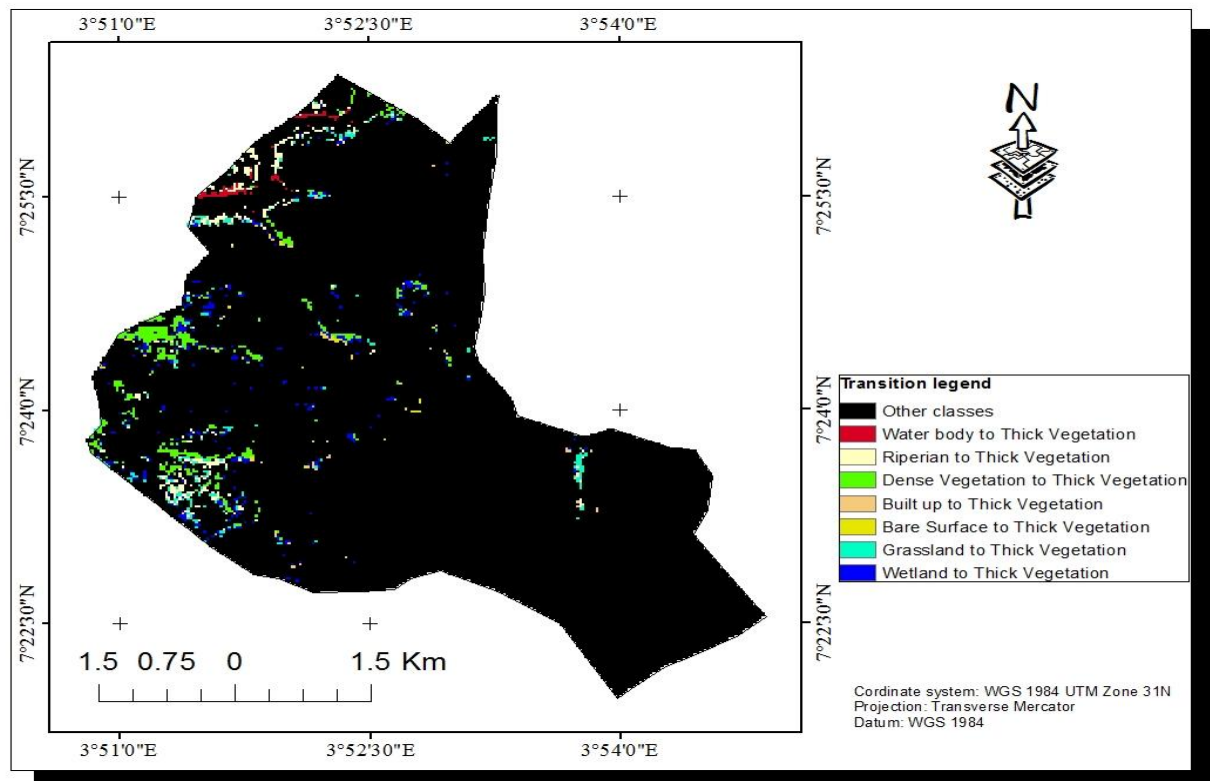 3°51'0"E 3°52'30"E 3°54'0"E
N
7°25'30"N 7°25'30"N
7°24'0"N 7°24'0"N
Transition legend
Other classes
Water body to Thick Vegetation
Riperian to Thick Vegetation
Dense Vegetation to Thick Vegetation
Built up to Thick Vegetation
Bare Surface to Thick Vegetation
Grassland to Thick Vegetation
Wetland to Thick Vegetation
7°22'30"N 7°22'30"N
1.5 0.75 0 1.5 Km
Cordinate system: WGS 1984 UTM Zone 31N
Projection: Transverse Mercator
Datum: WGS 1984
3°51'0"E 3°52'30"E 3°54'0"E